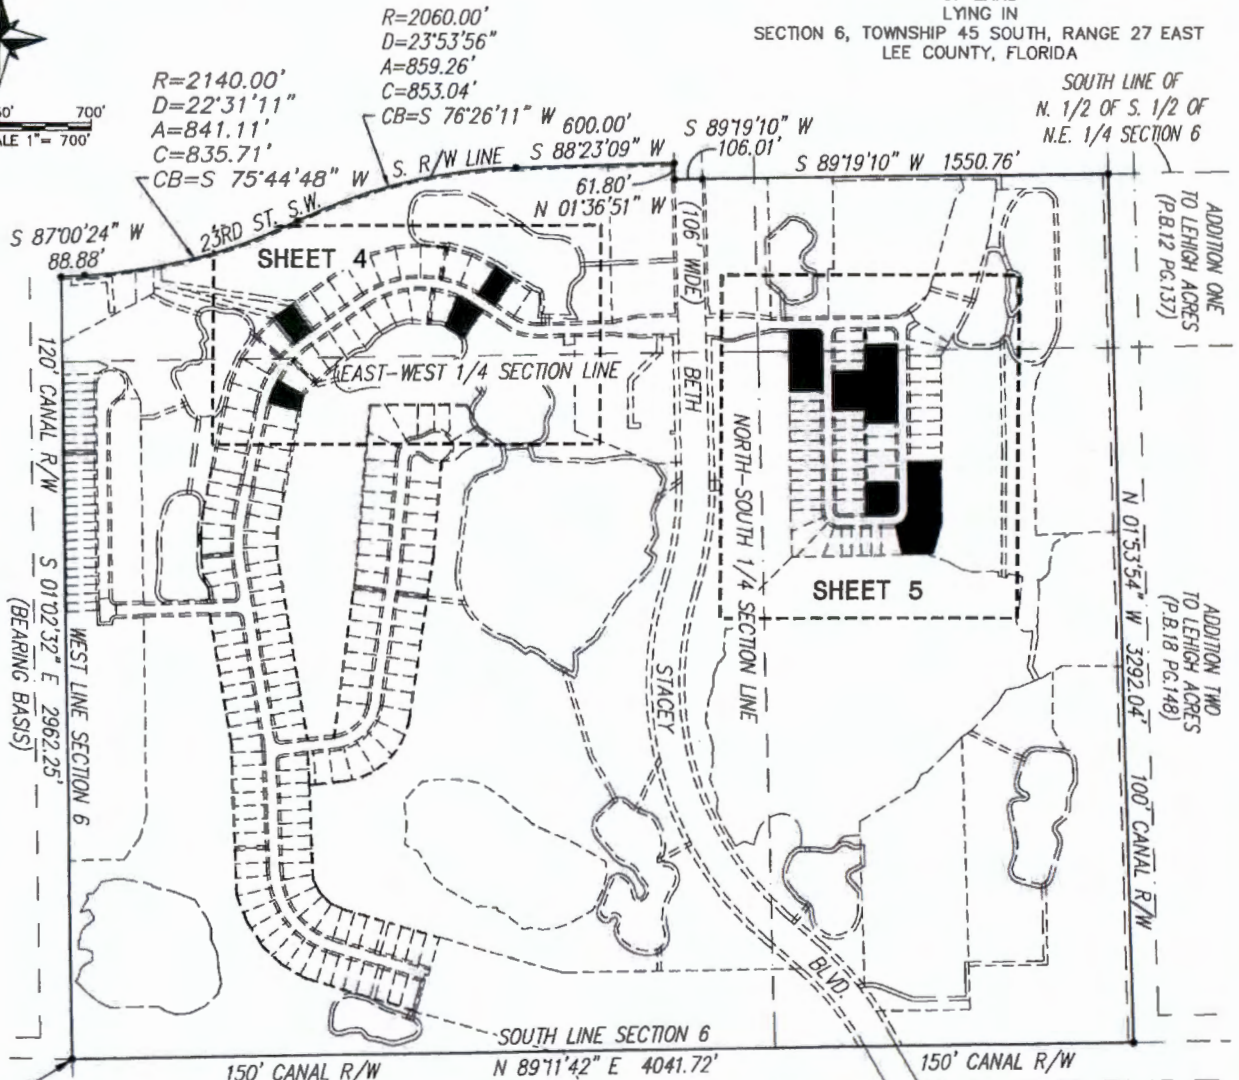 LYING IN
SECTION 6, TOWNSHIP 45 SOUTH, RANGE 27 EAST
LEE COUNTY, FLORIDA
R=2060.00'
D=23°53'56"
A=859.26'
C=853.04'
CB=S 76°26'11" W
R=2140.00'
D=22°31'11"
A=841.11'
C=835.71'
CB=S 75°44'48" W
700'
1"= 700'
SOUTH LINE OF
N. 1/2 OF S. 1/2 OF
N.E. 1/4 SECTION 6
600.00'
S 88°23'09" W
S 89°19'10" W
106.01'
S 89°19'10" W 1550.76'
S. R/W LINE
23RD ST. S.W.
61.80'
N 01°36'51" W
(106' WIDE)
S 87°00'24" W
88.88'
SHEET 4
ADDITION ONE
TO LEHIGH ACRES
(P.B.12 PG.137)
120' CANAL R/W
EAST-WEST 1/4 SECTION LINE
BETH
NORTH-SOUTH 1/4 SECTION LINE
SHEET 5
N 01°53'54" W 3292.04'
S 01°02'32" E 2962.25'
(BEARING BASIS)
WEST LINE SECTION 6
STACEY
ADDITION TWO
TO LEHIGH ACRES
(P.B.18 PG.148)
100' CANAL R/W
BLVD
SOUTH LINE SECTION 6
N 89°11'42" E 4041.72'
150' CANAL R/W
150' CANAL R/W